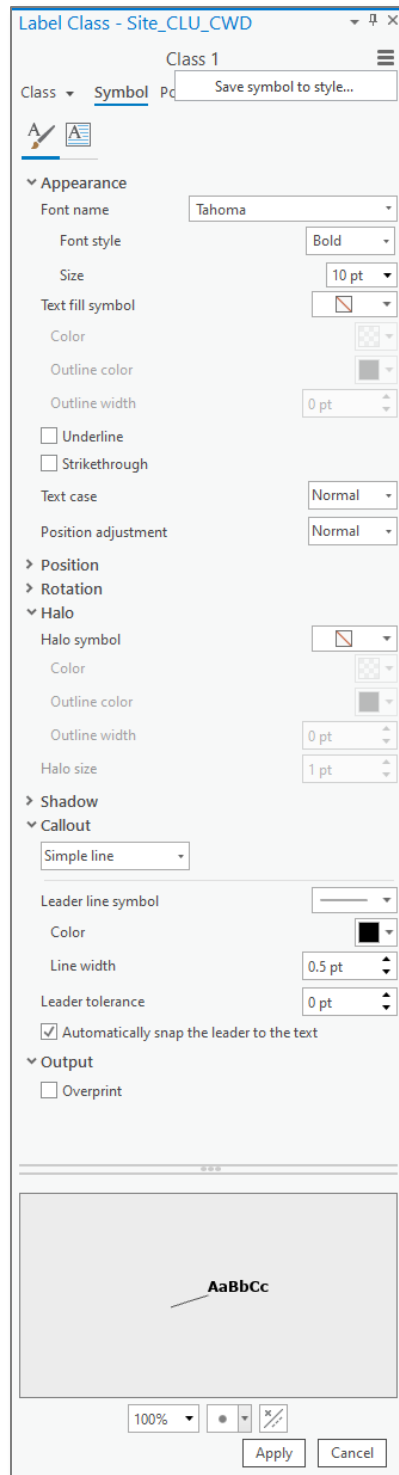 Label Class - Site_CLU_CWD
Class 1
Save symbol to style...
Class Symbol Po
Appearance
Font name Tahoma
Font style Bold
Size 10 pt
Text fill symbol
Color
Outline color
Outline width 0 pt
Underline
Strikethrough
Text case Normal
Position adjustment Normal
Position
Rotation
Halo
Halo symbol
Color
Outline color
Outline width 0 pt
Halo size 1 pt
Shadow
Callout
Simple line
Leader line symbol
Color
Line width 0.5 pt
Leader tolerance 0 pt
Automatically snap the leader to the text
Output
Overprint
AaBbCc
100%
Apply Cancel